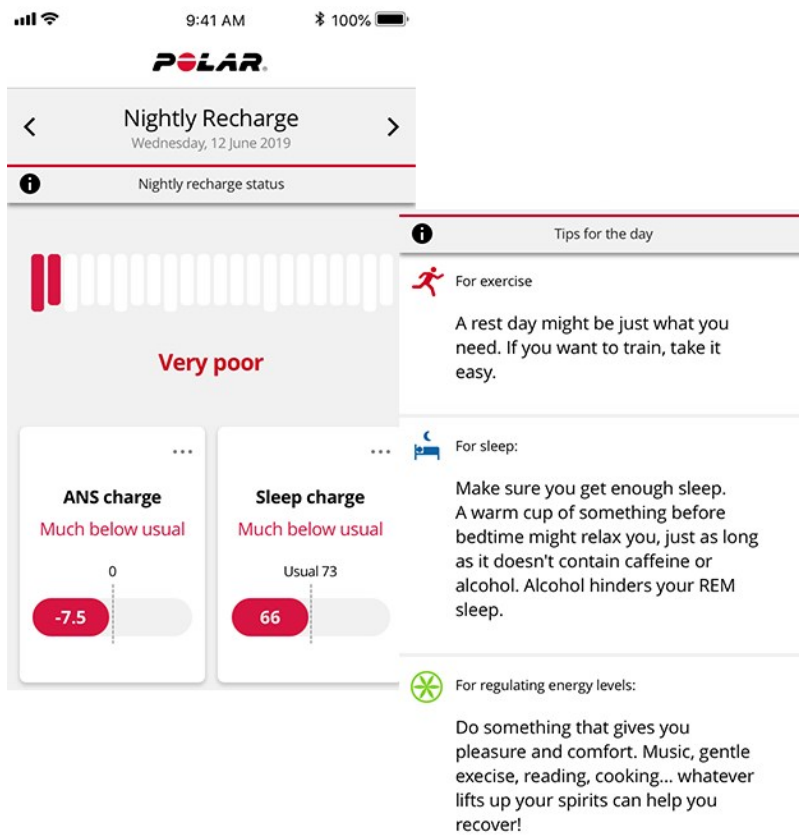 9:41 AM
100%
POLAR
Nightly Recharge
Wednesday, 12 June 2019
Nightly recharge status
Very poor
ANS charge
Much below usual
0
-7.5
Sleep charge
Much below usual
Usual 73
66
Tips for the day
For exercise
A rest day might be just what you
need. If you want to train, take it
easy.
For sleep:
Make sure you get enough sleep.
A warm cup of something before
bedtime might relax you, just as long
as it doesn't contain caffeine or
alcohol. Alcohol hinders your REM
sleep.
For regulating energy levels:
Do something that gives you
pleasure and comfort. Music, gentle
execise, reading, cooking... whatever
lifts up your spirits can help you
recover!